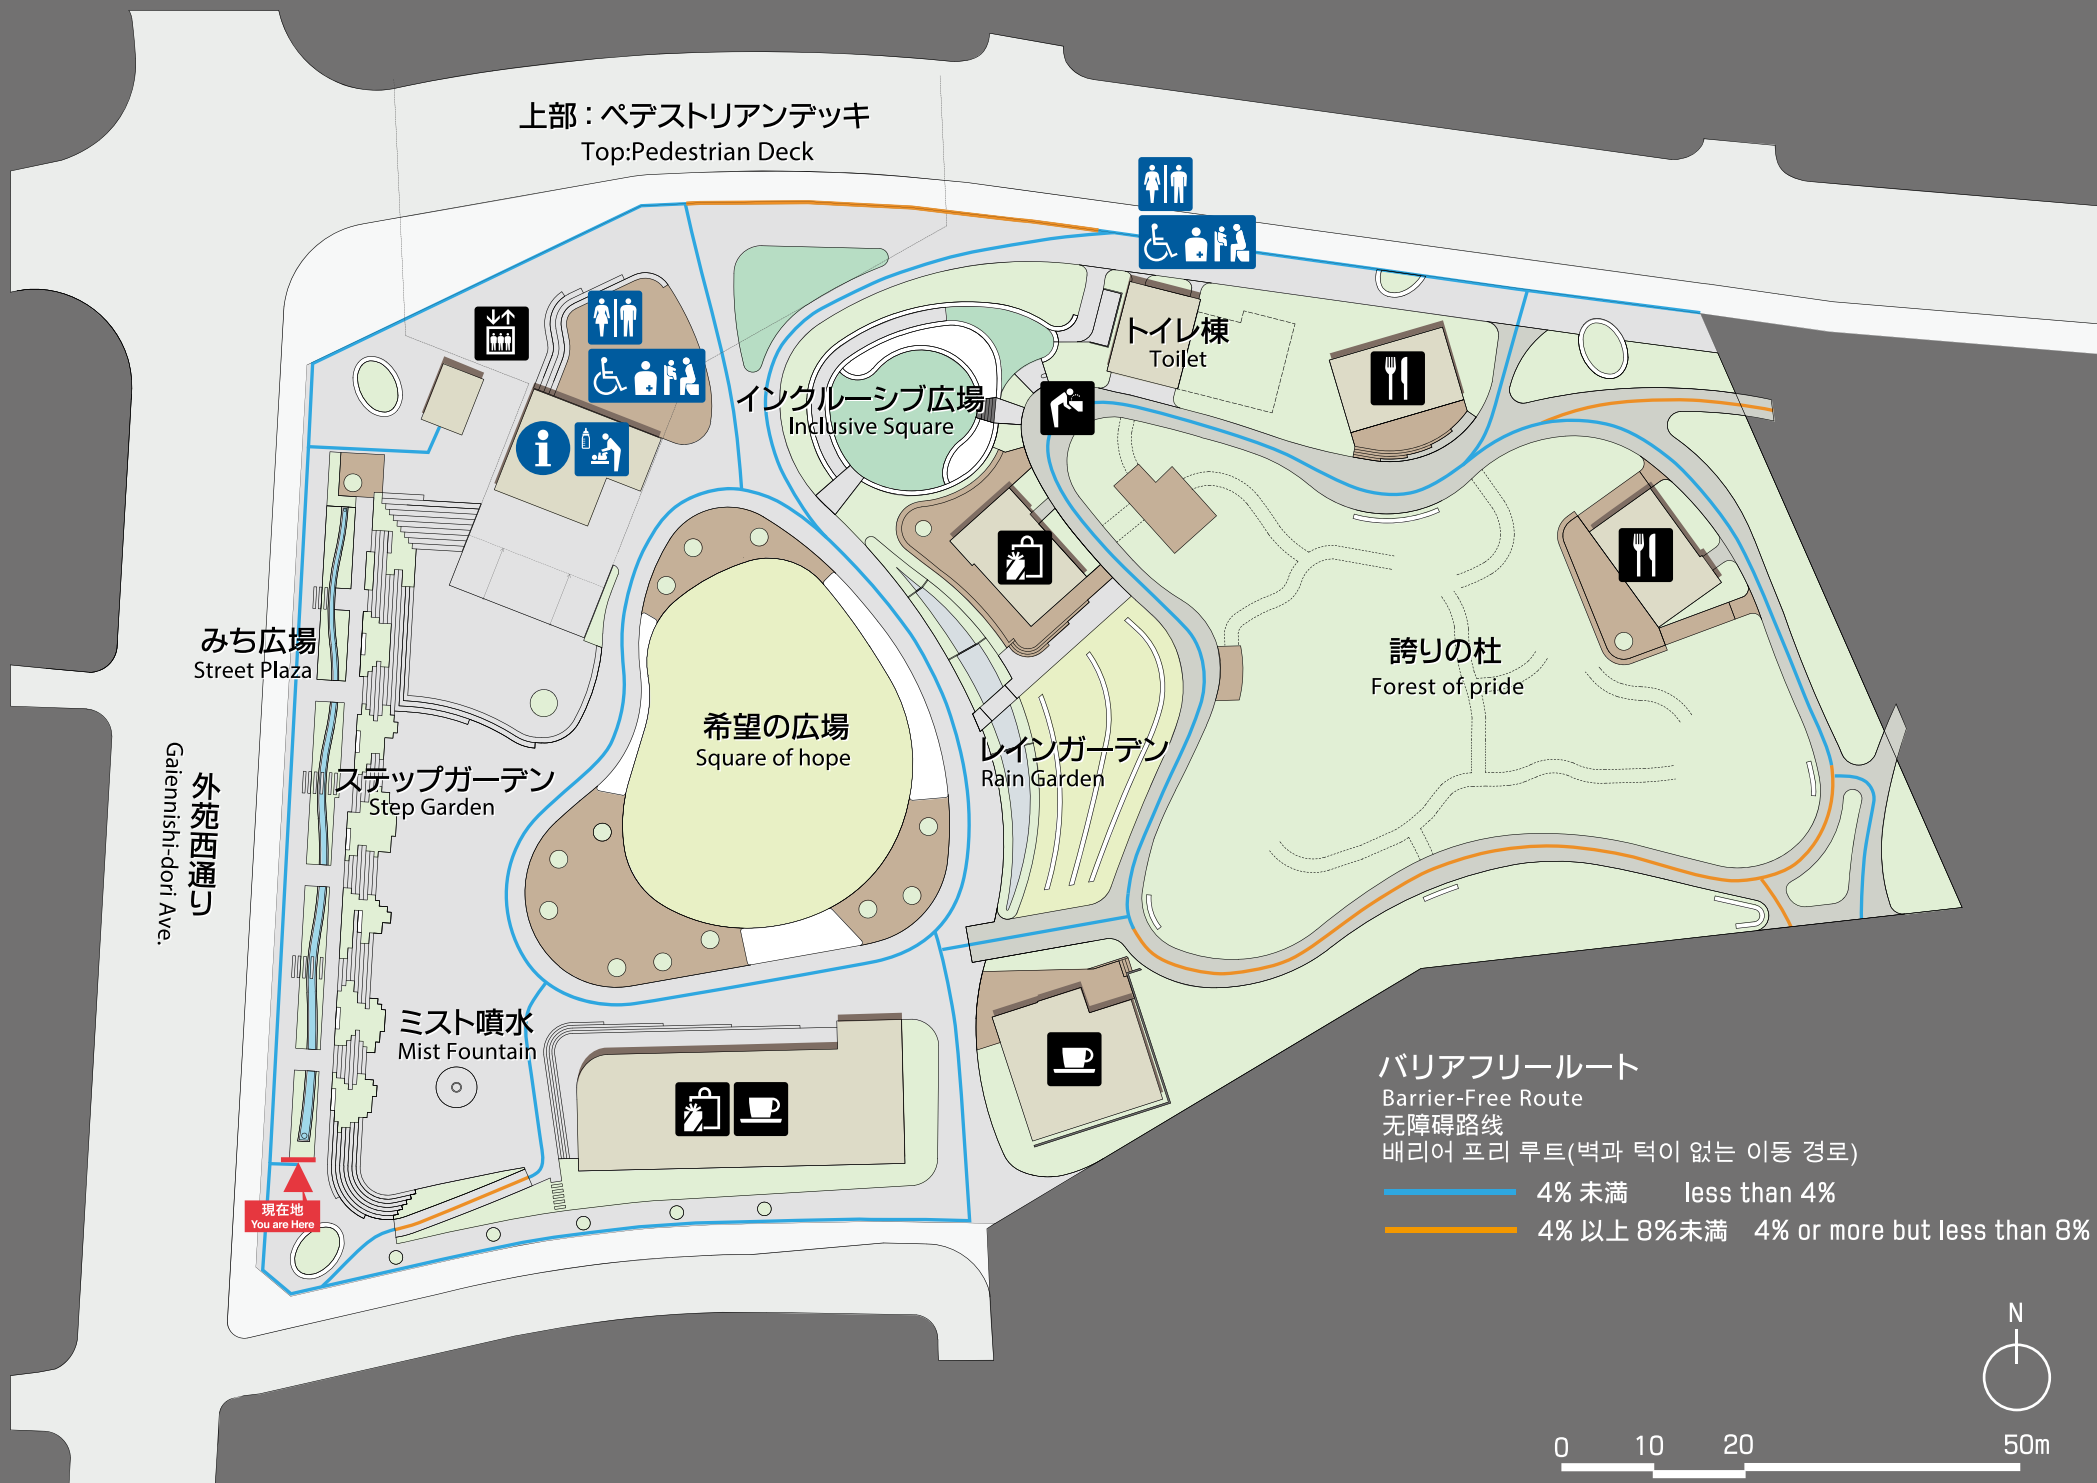 上部：ペデストリアンデッキ
Top:Pedestrian Deck
トイレ棟
Toilet
インクルーシブ広場
Inclusive Square
みち広場
Street Plaza
誇りの杜
Forest of pride
希望の広場
Square of hope
レインガーデン
Rain Garden
ステップガーデン
Step Garden
外苑西通り
Gaiennishi-dori Ave.
ミスト噴水
Mist Fountain
現在地
You are Here
バリアフリールート
Barrier-Free Route
无障碍路线
배리어 프리 루트(벽과 턱이 없는 이동 경로)
4% 未満 less than 4%
4% 以上 8%未満 4% or more but less than 8%
N
0 10 20 50m